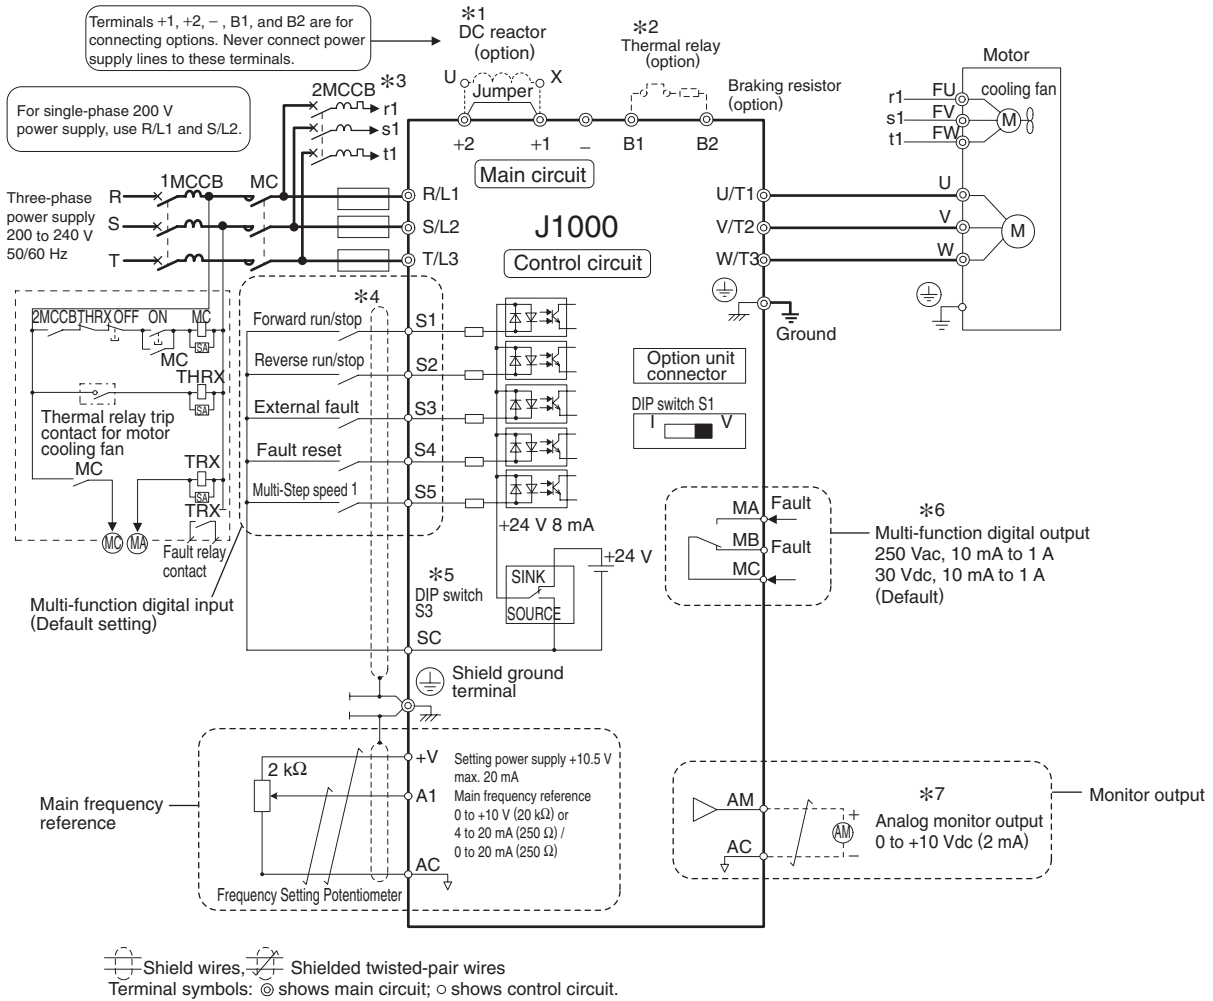 Terminals +1, +2, − , B1, and B2 are for
connecting options. Never connect power
supply lines to these terminals.
*1
DC reactor
(option)
U
X
Jumper
*2
Thermal relay
(option)
Braking resistor
(option)
Motor
cooling fan
r1
FU
s1
FV
t1
FW
M
For single-phase 200 V
power supply, use R/L1 and S/L2.
2MCCB
*3
r1
s1
t1
+2
+1
−
B1
B2
Main circuit
Three-phase
power supply
200 to 240 V
50/60 Hz
R
S
T
1MCCB
MC
R/L1
S/L2
T/L3
J1000
Control circuit
U/T1
V/T2
W/T3
U
V
W
M
Ground
2MCCB
THRX
OFF
ON
MC
SA
MC
THRX
SA
Thermal relay trip
contact for motor
cooling fan
MC
TRX
SA
TRX
MC
MA
Fault relay
contact
*4
Forward run/stop
S1
Reverse run/stop
S2
External fault
S3
Fault reset
S4
Multi-Step speed 1
S5
+24 V 8 mA
Option unit
connector
DIP switch S1
I
V
MA
Fault
MB
Fault
MC
*6
Multi-function digital output
250 Vac, 10 mA to 1 A
30 Vdc, 10 mA to 1 A
(Default)
Multi-function digital input
(Default setting)
*5
DIP switch
S3
SINK
SOURCE
+24 V
SC
Shield ground
terminal
Main frequency
reference
2 kΩ
+V
A1
AC
Setting power supply +10.5 V
max. 20 mA
Main frequency reference
0 to +10 V (20 kΩ) or
4 to 20 mA (250 Ω) /
0 to 20 mA (250 Ω)
Frequency Setting Potentiometer
AM
AC
+
AM
−
*7
Analog monitor output
0 to +10 Vdc (2 mA)
Monitor output
Shield wires,
Shielded twisted-pair wires
Terminal symbols: ◎ shows main circuit; ○ shows control circuit.